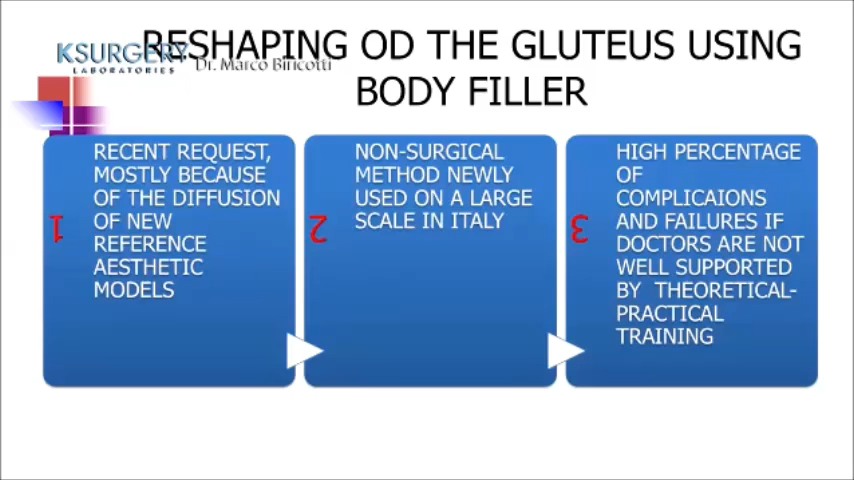 RESHAPING OD THE GLUTEUS USING
BODY FILLER
KSURGERY
LABORATORIES
Dr. Marco Biricotti
1
RECENT REQUEST,
MOSTLY BECAUSE
OF THE DIFFUSION
OF NEW
REFERENCE
AESTHETIC
MODELS
2
NON-SURGICAL
METHOD NEWLY
USED ON A LARGE
SCALE IN ITALY
3
HIGH PERCENTAGE
OF
COMPLICAIONS
AND FAILURES IF
DOCTORS ARE NOT
WELL SUPPORTED
BY THEORETICAL-
PRACTICAL
TRAINING